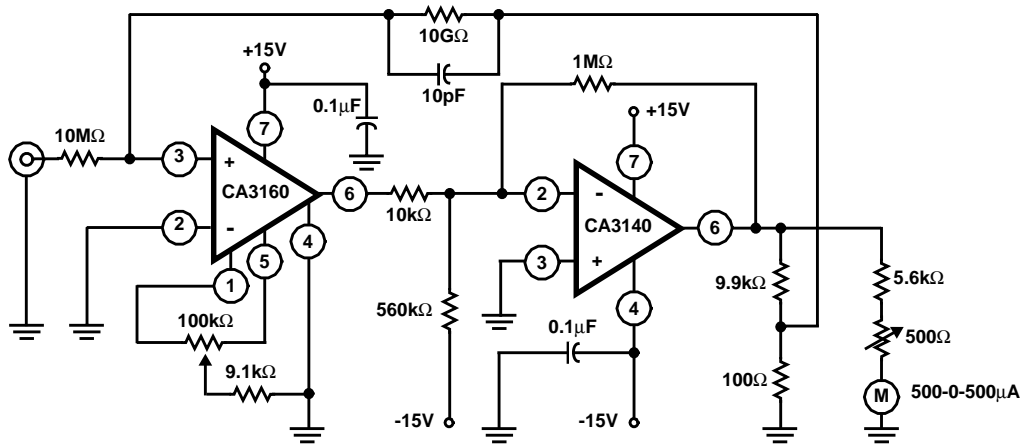 10GΩ
10pF
1MΩ
+15V
0.1μF
+15V
10MΩ
7
7
3
+
CA3160
6
10kΩ
2
-
CA3140
6
2
-
4
3
+
5
1
9.9kΩ
5.6kΩ
560kΩ
4
100kΩ
0.1μF
500Ω
9.1kΩ
100Ω
M
500-0-500μA
-15V
-15V